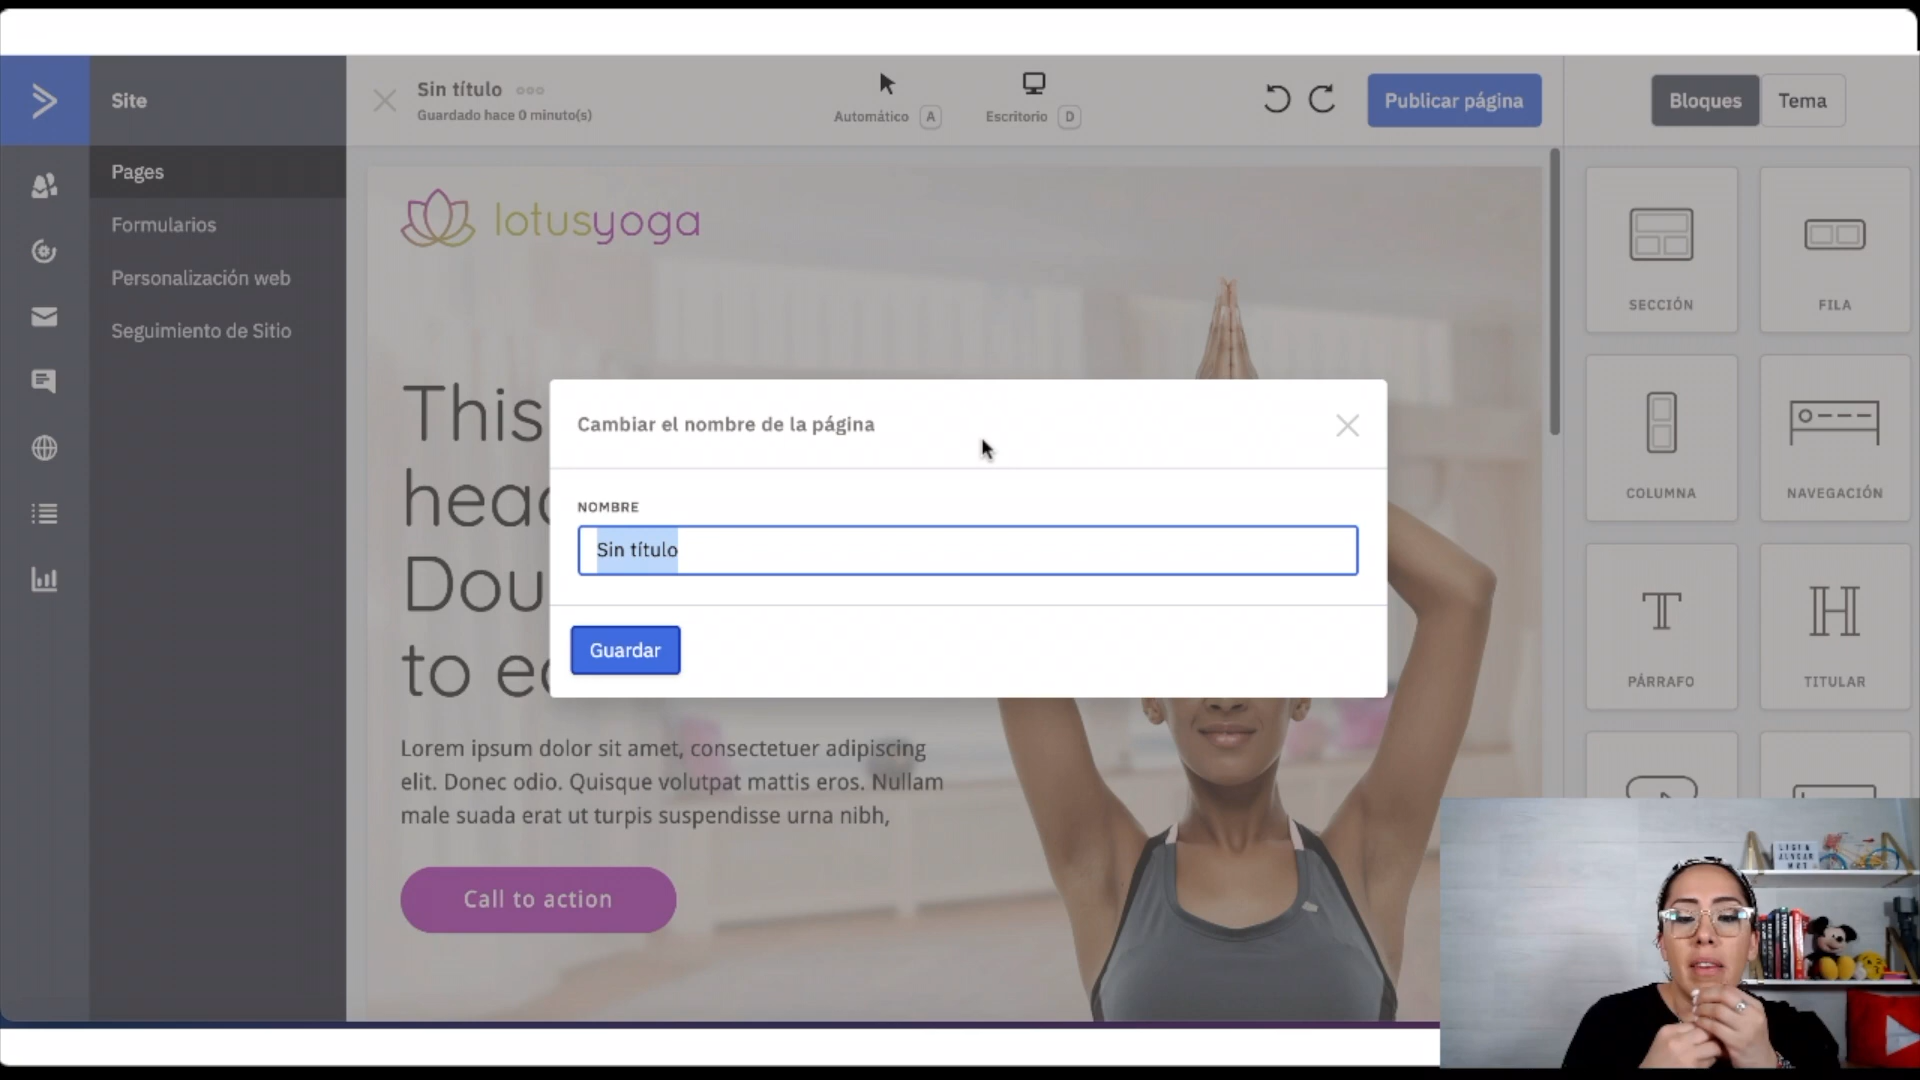 Site
Pages
Formularios
Personalización web
Seguimiento de Sitio
Sin título
Guardado hace 0 minuto(s)
Automático A
Escritorio D
Publicar página
Bloques
Tema
lotusyoga
This
head
Dou
to e
Cambiar el nombre de la página
NOMBRE
Sin título
Guardar
Lorem ipsum dolor sit amet, consectetuer adipiscing
elit. Donec odio. Quisque volutpat mattis eros. Nullam
male suada erat ut turpis suspendisse urna nibh,
Call to action
SECCIÓN
FILA
COLUMNA
NAVEGACIÓN
PÁRRAFO
TITULAR